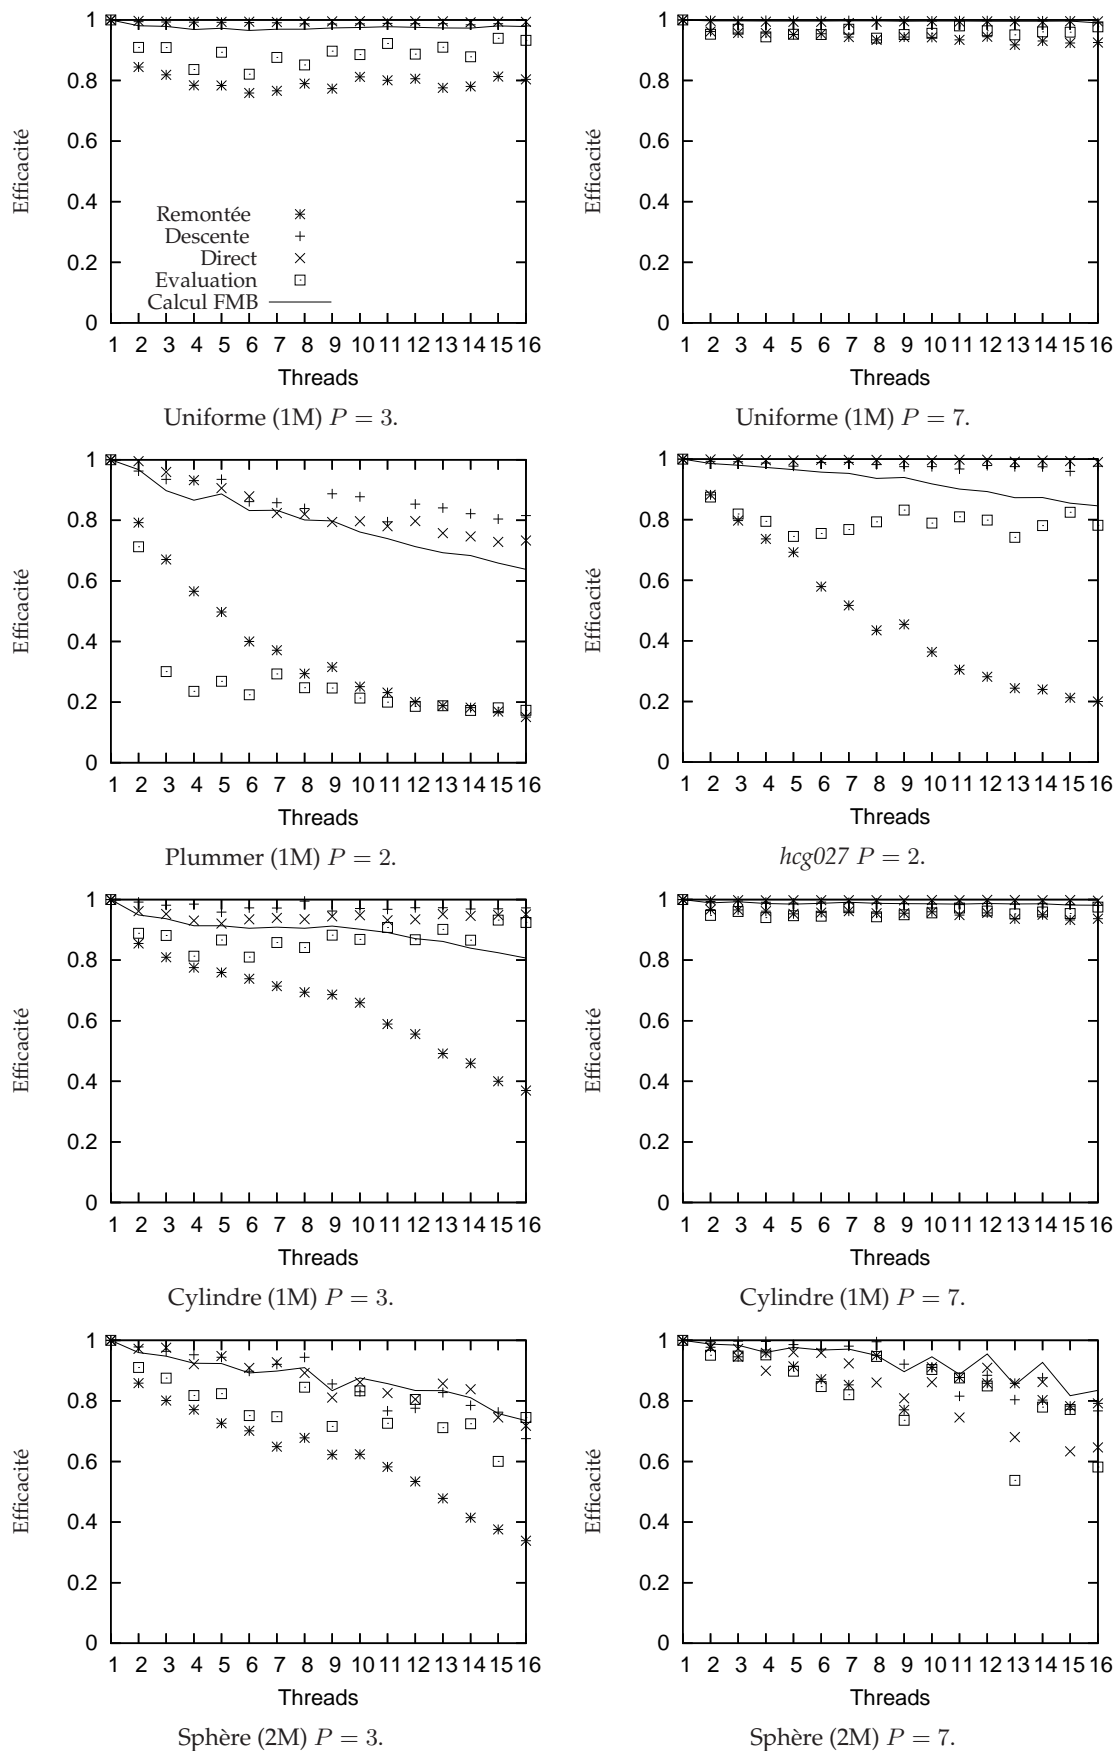 1
0.8
0.6
0.4
0.2
0
Efficacité
Remontée
Descente
Direct
Evaluation
Calcul FMB
1 2 3 4 5 6 7 8 9 10 11 12 13 14 15 16
Threads
Uniforme (1M) P = 3.
1
0.8
0.6
0.4
0.2
0
Efficacité
1 2 3 4 5 6 7 8 9 10 11 12 13 14 15 16
Threads
Uniforme (1M) P = 7.
1
0.8
0.6
0.4
0.2
0
Efficacité
1 2 3 4 5 6 7 8 9 10 11 12 13 14 15 16
Threads
Plummer (1M) P = 2.
1
0.8
0.6
0.4
0.2
0
Efficacité
1 2 3 4 5 6 7 8 9 10 11 12 13 14 15 16
Threads
hcg027 P = 2.
1
0.8
0.6
0.4
0.2
0
Efficacité
1 2 3 4 5 6 7 8 9 10 11 12 13 14 15 16
Threads
Cylindre (1M) P = 3.
1
0.8
0.6
0.4
0.2
0
Efficacité
1 2 3 4 5 6 7 8 9 10 11 12 13 14 15 16
Threads
Cylindre (1M) P = 7.
1
0.8
0.6
0.4
0.2
0
Efficacité
1 2 3 4 5 6 7 8 9 10 11 12 13 14 15 16
Threads
Sphère (2M) P = 3.
1
0.8
0.6
0.4
0.2
0
Efficacité
1 2 3 4 5 6 7 8 9 10 11 12 13 14 15 16
Threads
Sphère (2M) P = 7.